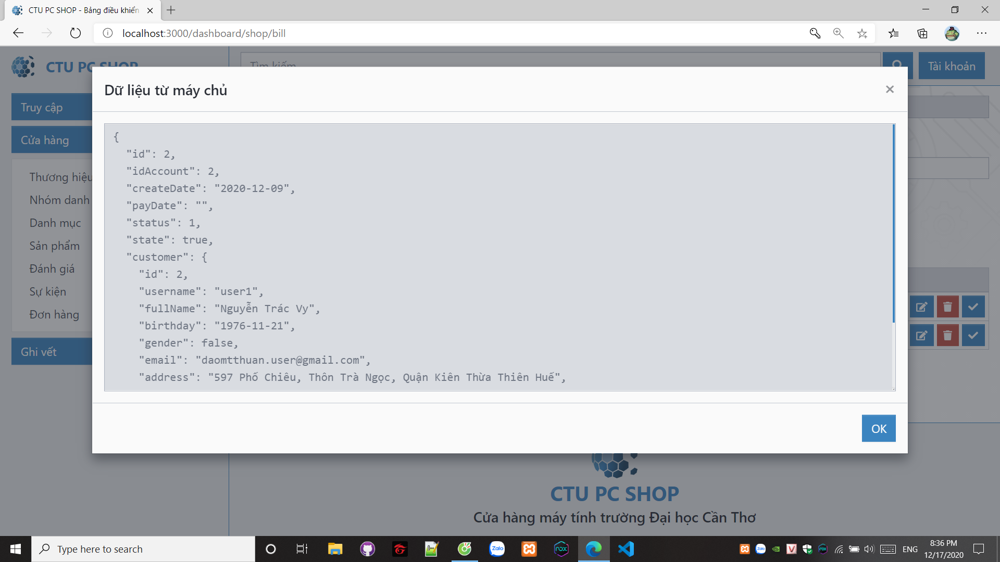 CTU PC SHOP - Bảng điều khiển
localhost:3000/dashboard/shop/bill
CTU PC SHOP
Tìm kiếm
Tài khoản
Truy cập
Cửa hàng
Thương hiệu
Nhóm danh
Danh mục
Sản phẩm
Đánh giá
Sự kiện
Đơn hàng
Ghi vết
Dữ liệu từ máy chủ
{
"id": 2,
"idAccount": 2,
"createDate": "2020-12-09",
"payDate": "",
"status": 1,
"state": true,
"customer": {
"id": 2,
"username": "user1",
"fullName": "Nguyễn Trác Vy",
"birthday": "1976-11-21",
"gender": false,
"email": "daomtthuan.user@gmail.com",
"address": "597 Phố Chiêu, Thôn Trà Ngọc, Quận Kiên Thừa Thiên Huế",
OK
CTU PC SHOP
Cửa hàng máy tính trường Đại học Cần Thơ
Type here to search
Zalo
nox
ENG
8:36 PM
12/17/2020